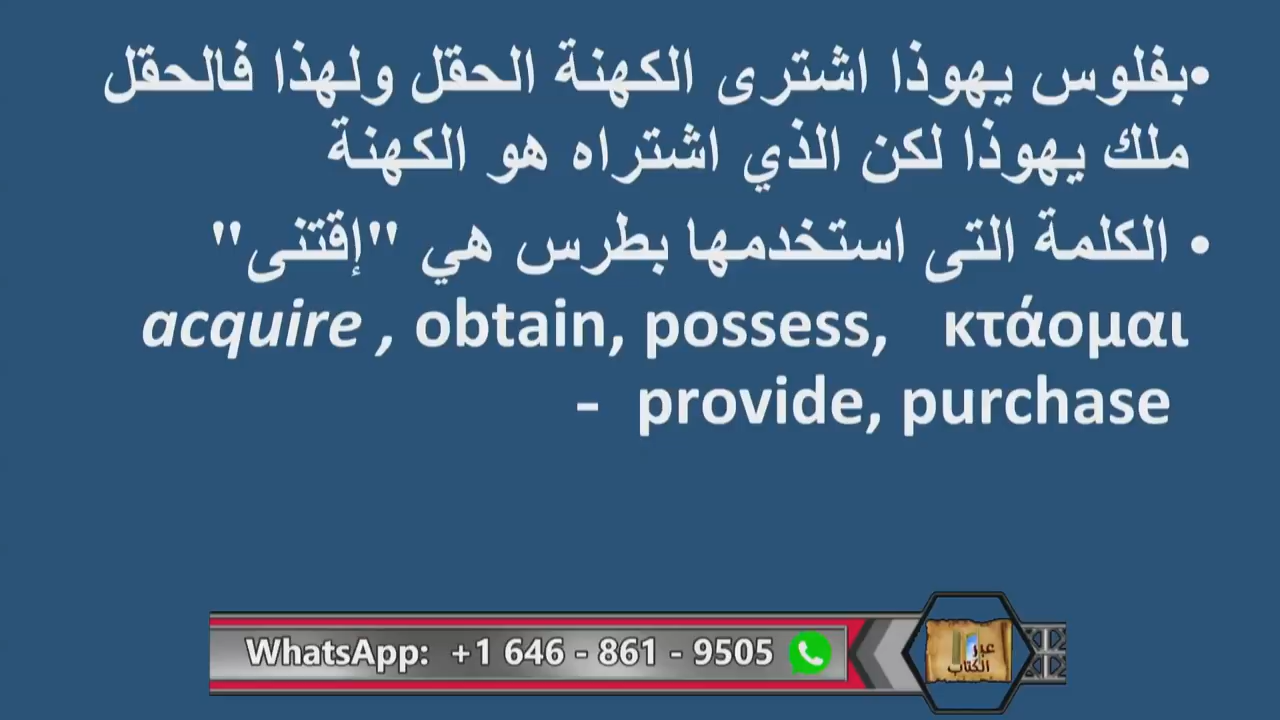 •بفلوس يهوذا اشترى الكهنة الحقل ولهذا فالحقل
ملك يهوذا لكن الذي اشتراه هو الكهنة
• الكلمة التى استخدمها بطرس هي "إقتنى"
acquire , obtain, possess, κτάομαι
- provide, purchase
WhatsApp: +1 646 - 861 - 9505
عبر
الكتاب